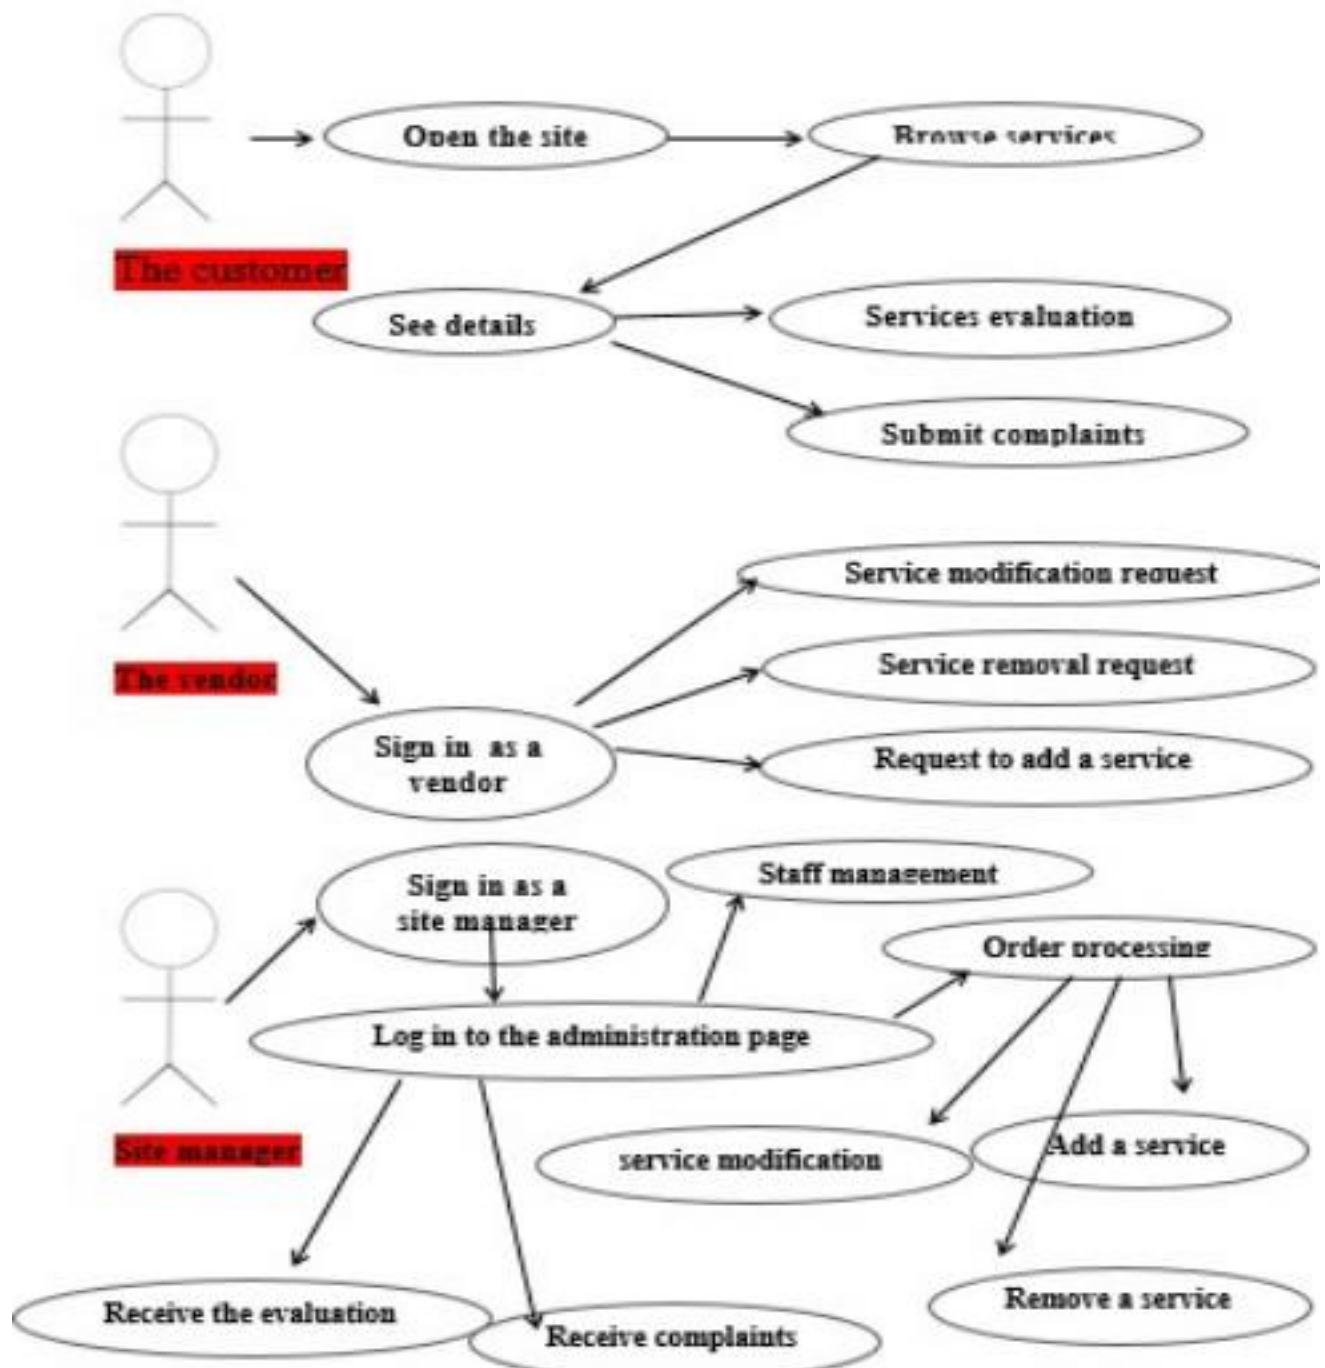 Open the site
Browse services
The customer
See details
Services evaluation
Submit complaints
Service modification request
The vendor
Service removal request
Sign in as a
vendor
Request to add a service
Sign in as a
site manager
Staff management
Order processing
Log in to the administration page
Site manager
service modification
Add a service
Receive the evaluation
Receive complaints
Remove a service